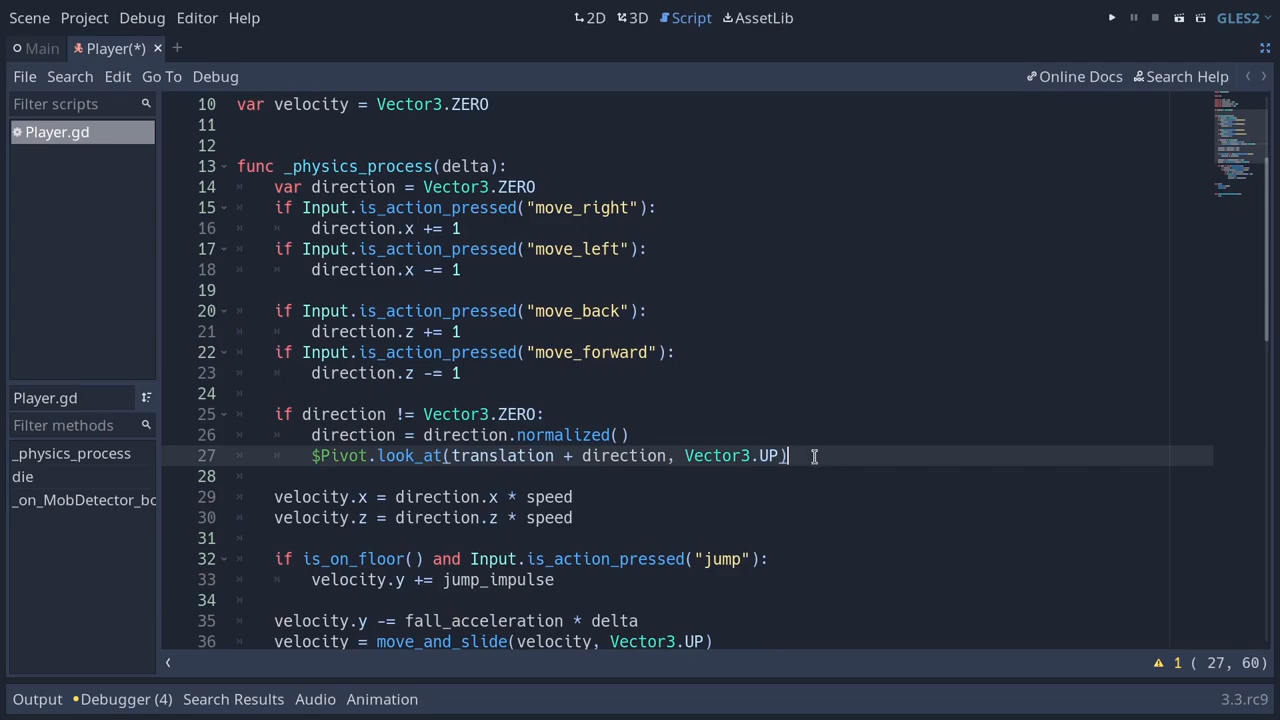 Scene Project Debug Editor Help 2D 3D Script AssetLib GLES2
Main Player(*)
File Search Edit Go To Debug Online Docs Search Help
Filter scripts
Player.gd
Player.gd
Filter methods
_physics_process
die
_on_MobDetector_bo
10 var velocity = Vector3.ZERO
11
12
13 func _physics_process(delta):
14 var direction = Vector3.ZERO
15 if Input.is_action_pressed("move_right"):
16 direction.x += 1
17 if Input.is_action_pressed("move_left"):
18 direction.x -= 1
19
20 if Input.is_action_pressed("move_back"):
21 direction.z += 1
22 if Input.is_action_pressed("move_forward"):
23 direction.z -= 1
24
25 if direction != Vector3.ZERO:
26 direction = direction.normalized()
27 $Pivot.look_at(translation + direction, Vector3.UP)
28
29 velocity.x = direction.x * speed
30 velocity.z = direction.z * speed
31
32 if is_on_floor() and Input.is_action_pressed("jump"):
33 velocity.y += jump_impulse
34
35 velocity.y -= fall_acceleration * delta
36 velocity = move_and_slide(velocity, Vector3.UP)
1 ( 27, 60)
Output Debugger (4) Search Results Audio Animation 3.3.rc9